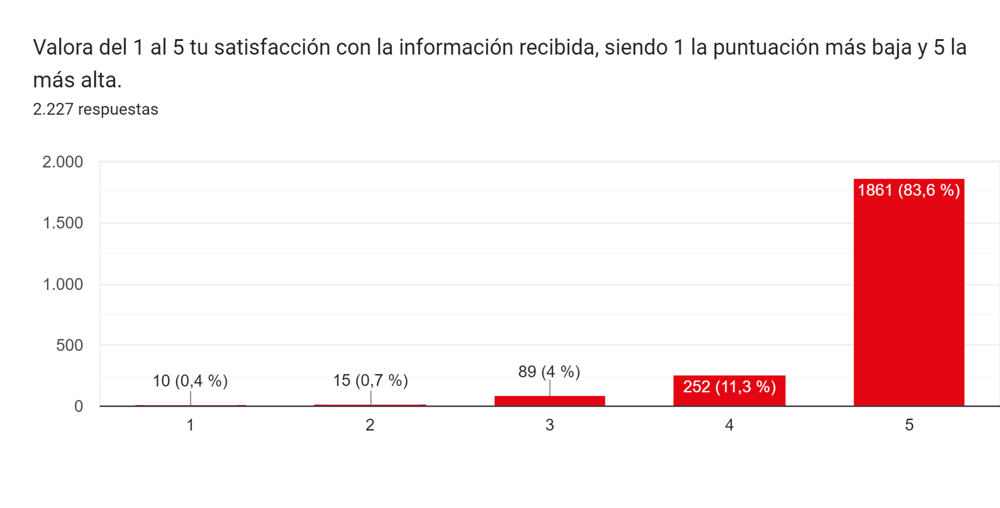 Valora del 1 al 5 tu satisfacción con la información recibida, siendo 1 la puntuación más baja y 5 la
más alta.
2.227 respuestas
2.000
1.500
1.000
500
0
10 (0,4 %)
15 (0,7 %)
89 (4 %)
252 (11,3 %)
1861 (83,6 %)
1
2
3
4
5